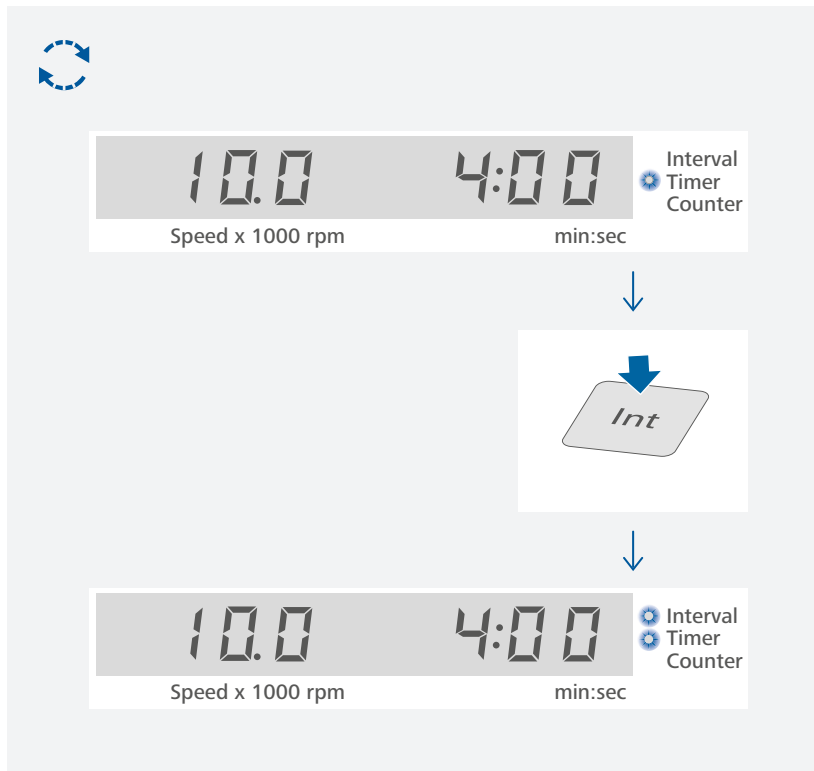 10.0 4:00
Interval
Timer
Counter
Speed x 1000 rpm min:sec
Int
10.0 4:00
Interval
Timer
Counter
Speed x 1000 rpm min:sec